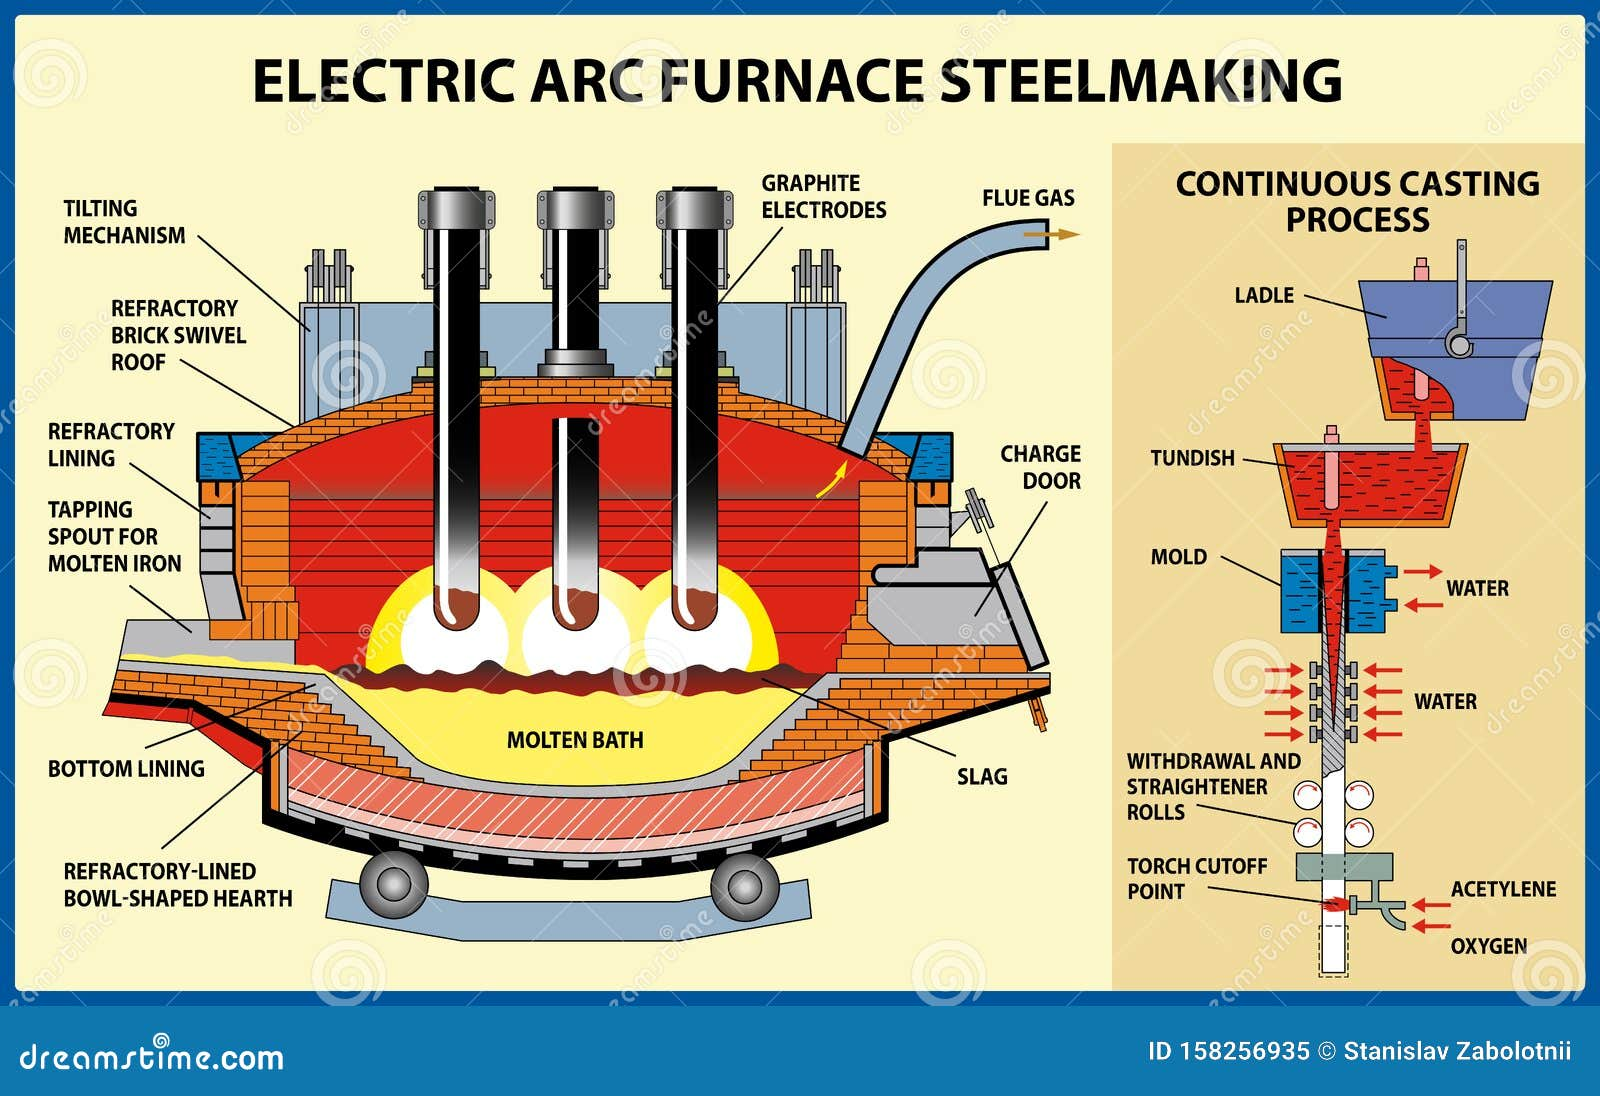 ELECTRIC ARC FURNACE STEELMAKING
TILTING
MECHANISM
REFRACTORY
BRICK SWIVEL
ROOF
REFRACTORY
LINING
TAPPING
SPOUT FOR
MOLTEN IRON
BOTTOM LINING
REFRACTORY-LINED
BOWL-SHAPED HEARTH
GRAPHITE
ELECTRODES
FLUE GAS
CHARGE
DOOR
MOLTEN BATH
SLAG
CONTINUOUS CASTING
PROCESS
LADLE
TUNDISH
MOLD
WATER
WATER
WITHDRAWAL AND
STRAIGHTENER
ROLLS
TORCH CUTOFF
POINT
ACETYLENE
OXYGEN
dreamstime.com
ID 158256935 © Stanislav Zabolotnii